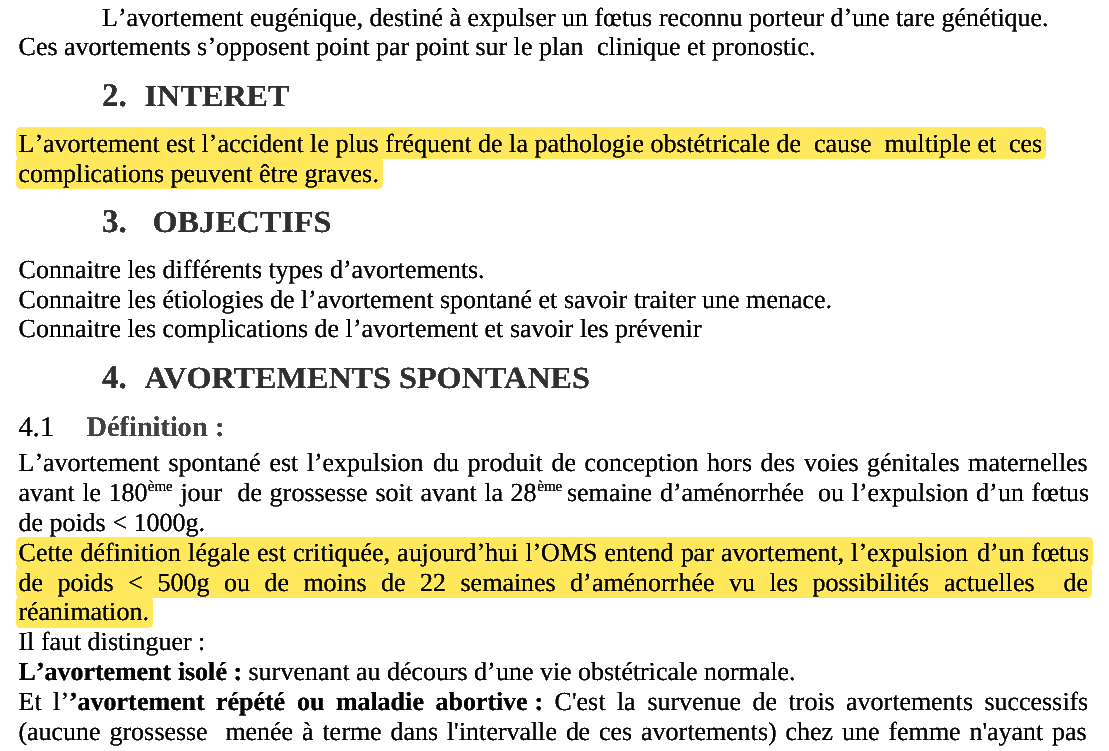 L’avortement eugénique, destiné à expulser un fœtus reconnu porteur d’une tare génétique.
Ces avortements s’opposent point par point sur le plan  clinique et pronostic.
2. INTERET
L’avortement est l’accident le plus fréquent de la pathologie obstétricale de  cause  multiple et  ces
complications peuvent être graves.
3. OBJECTIFS
Connaitre les différents types d’avortements.
Connaitre les étiologies de l’avortement spontané et savoir traiter une menace.
Connaitre les complications de l’avortement et savoir les prévenir
4. AVORTEMENTS SPONTANES
4.1 Définition :
L’avortement spontané est l’expulsion du produit de conception hors des voies génitales maternelles
avant le 180ème jour  de grossesse soit avant la 28ème semaine d’aménorrhée  ou l’expulsion d’un fœtus
de poids < 1000g.
Cette définition légale est critiquée, aujourd’hui l’OMS entend par avortement, l’expulsion d’un fœtus
de poids < 500g ou de moins de 22 semaines d’aménorrhée vu les possibilités actuelles  de
réanimation.
Il faut distinguer :
L’avortement isolé : survenant au décours d’une vie obstétricale normale.
Et l’’avortement répété ou maladie abortive : C'est la survenue de trois avortements successifs
(aucune grossesse  menée à terme dans l'intervalle de ces avortements) chez une femme n'ayant pas